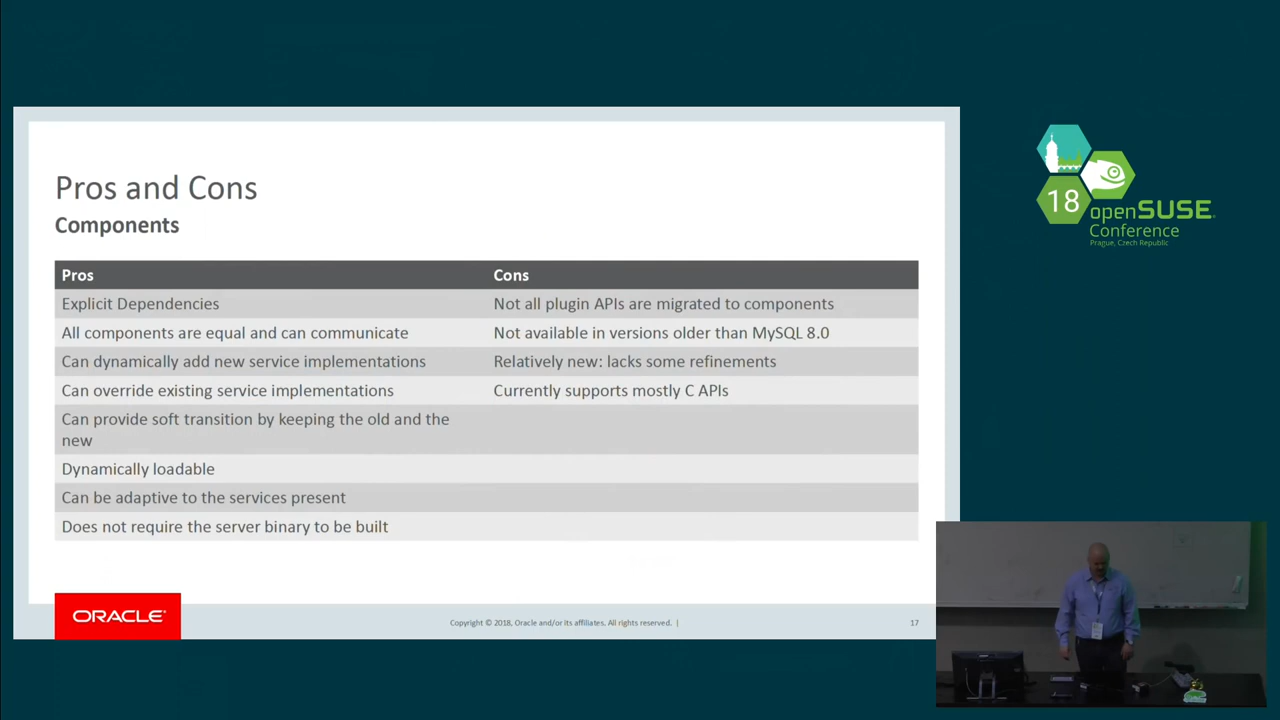 Pros and Cons
Components
Pros
Cons
Explicit Dependencies
Not all plugin APIs are migrated to components
All components are equal and can communicate
Not available in versions older than MySQL 8.0
Can dynamically add new service implementations
Relatively new: lacks some refinements
Can override existing service implementations
Currently supports mostly C APIs
Can provide soft transition by keeping the old and the
new
Dynamically loadable
Can be adaptive to the services present
Does not require the server binary to be built
ORACLE
Copyright © 2018, Oracle and/or its affiliates. All rights reserved. |
17
18
openSUSE
Conference
Prague, Czech Republic